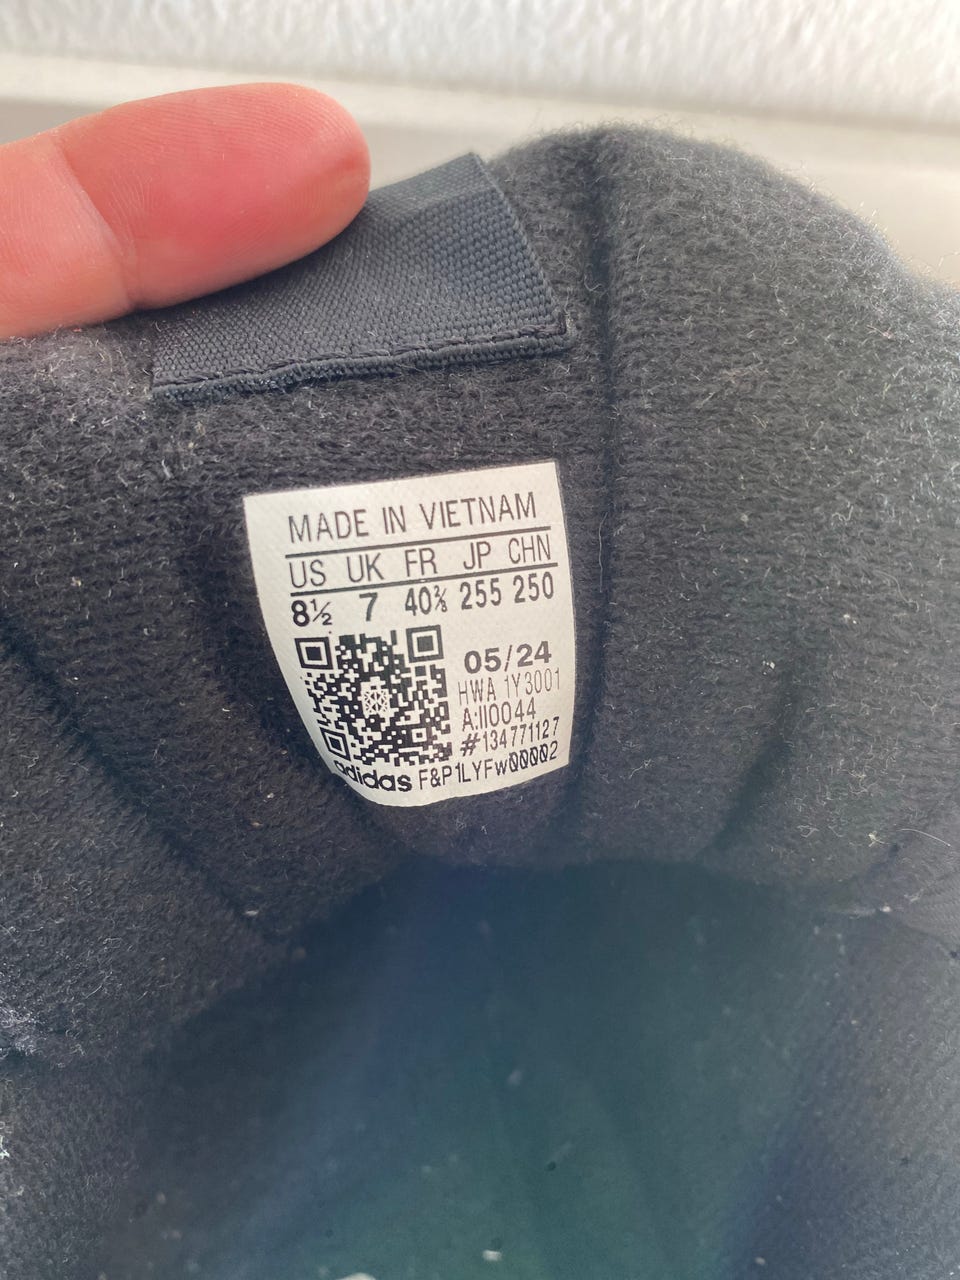 MADE IN VIETNAM
US UK FR JP CHN
8½ 7 40⅔ 255 250
05/24
HWA 1Y3001
A:II0044
#134771127
adidas F&P1LYFw00002